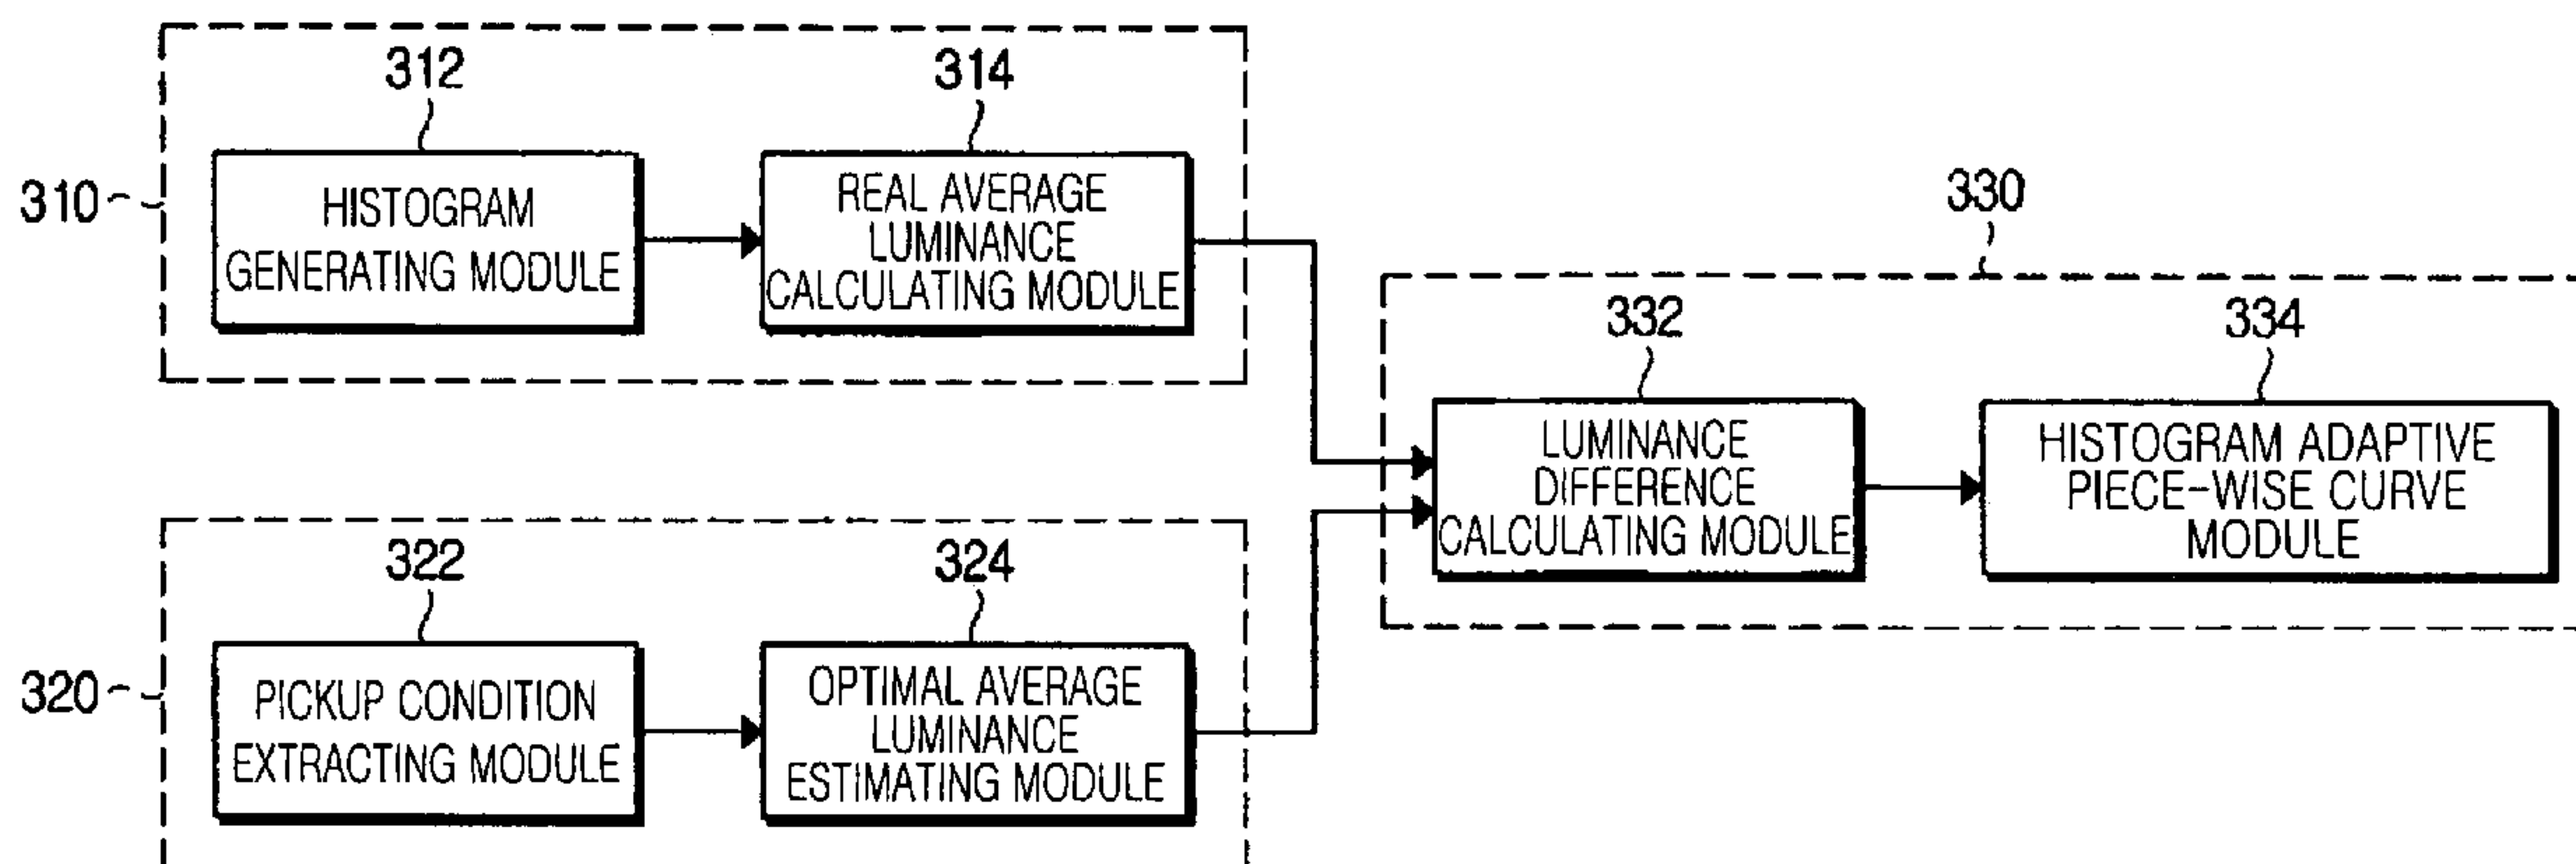 312
314
310
HISTOGRAM
GENERATING MODULE
REAL AVERAGE
LUMINANCE
CALCULATING MODULE
330
332
334
LUMINANCE
DIFFERENCE
CALCULATING MODULE
HISTOGRAM ADAPTIVE
PIECE-WISE CURVE
MODULE
322
324
320
PICKUP CONDITION
EXTRACTING MODULE
OPTIMAL AVERAGE
LUMINANCE
ESTIMATING MODULE